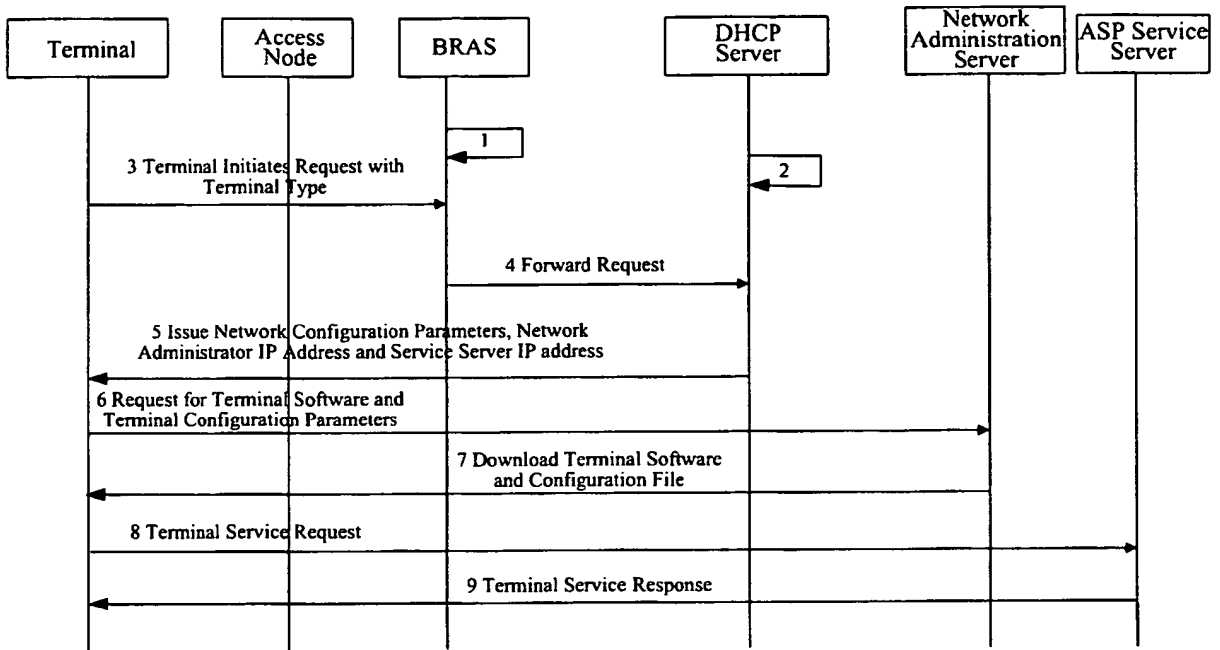 Terminal
Access
Node
BRAS
DHCP
Server
Network
Administration
Server
ASP Service
Server
1
2
3 Terminal Initiates Request with
Terminal Type
4 Forward Request
5 Issue Network Configuration Parameters, Network
Administrator IP Address and Service Server IP address
6 Request for Terminal Software and
Terminal Configuration Parameters
7 Download Terminal Software
and Configuration File
8 Terminal Service Request
9 Terminal Service Response